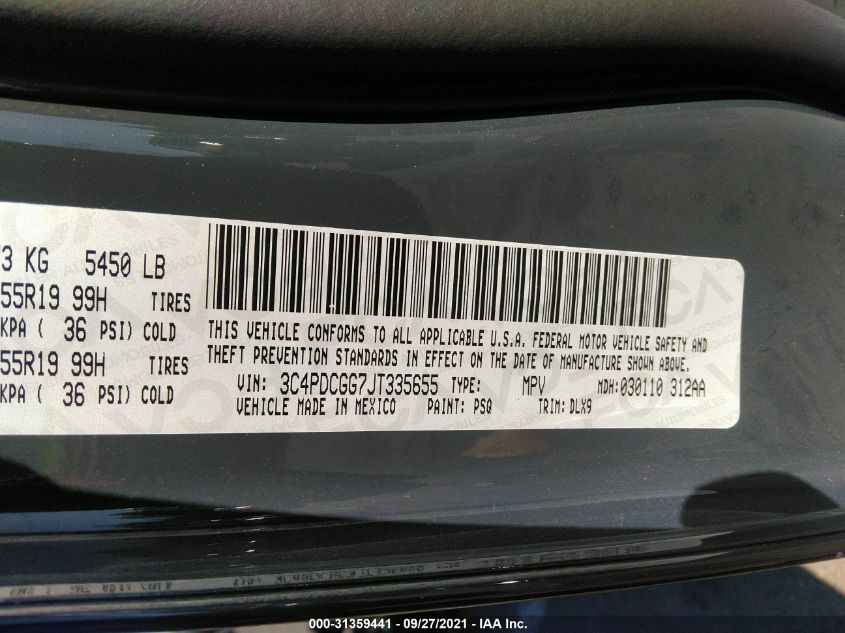 3 KG 5450 LB
55R19 99H TIRES
KPA ( 36 PSI) COLD
55R19 99H TIRES
KPA ( 36 PSI) COLD
THIS VEHICLE CONFORMS TO ALL APPLICABLE U.S.A. FEDERAL MOTOR VEHICLE SAFETY AND
THEFT PREVENTION STANDARDS IN EFFECT ON THE DATE OF MANUFACTURE SHOWN ABOVE.
VIN: 3C4PDCGG7JT335655 TYPE: MPV MDH: 030110 312AA
VEHICLE MADE IN MEXICO PAINT: PSQ TRIM: DLX9
000-31359441 - 09/27/2021 - IAA Inc.